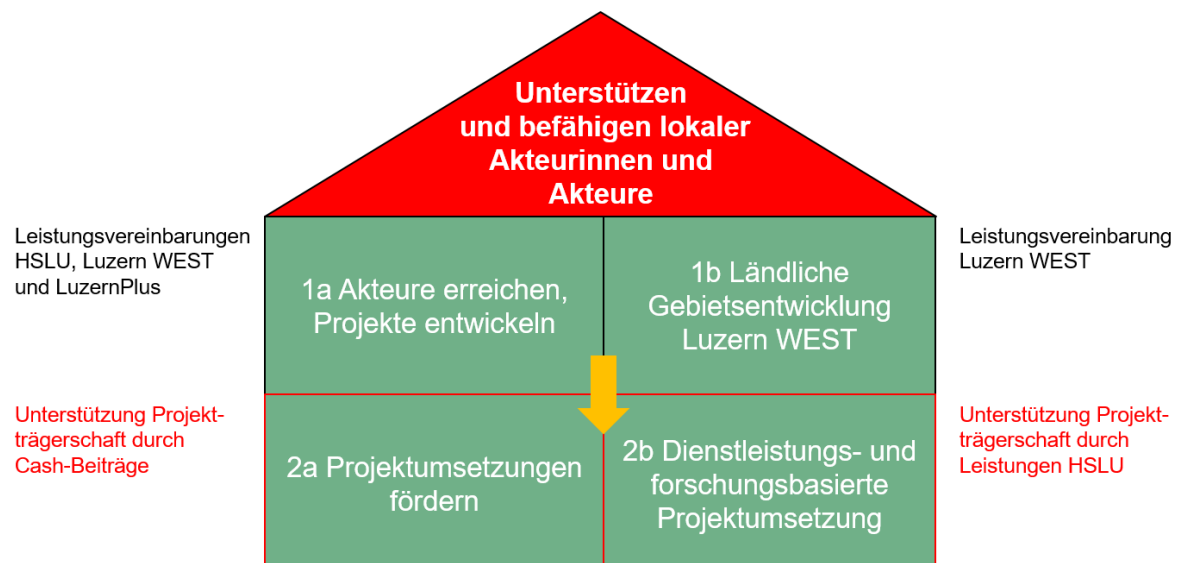 Unterstützen
und befähigen lokaler
Akteurinnen und
Akteure
Leistungsvereinbarungen
HSLU, Luzern WEST
und LuzernPlus
1a Akteure erreichen,
Projekte entwickeln
1b Ländliche
Gebietsentwicklung
Luzern WEST
Leistungsvereinbarung
Luzern WEST
Unterstützung Projekt-
trägerschaft durch
Cash-Beiträge
2a Projektumsetzungen
fördern
2b Dienstleistungs- und
forschungsbasierte
Projektumsetzung
Unterstützung Projekt-
trägerschaft durch
Leistungen HSLU